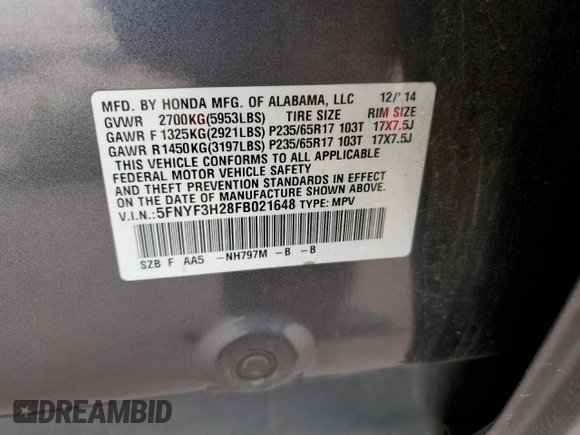 MFD. BY HONDA MFG. OF ALABAMA, LLC 12/'14
GVWR 2700KG(5953LBS) TIRE SIZE RIM SIZE
GAWR F 1325KG(2921LBS) P235/65R17 103T 17X7.5J
GAWR R1450KG(3197LBS) P235/65R17 103T 17X7.5J
THIS VEHICLE CONFORMS TO ALL APPLICABLE
FEDERAL MOTOR VEHICLE SAFETY
AND THEFT PREVENTION STANDARDS IN EFFECT
ON THE DATE OF MANUFACTURE SHOWN ABOVE.
V.I.N.:5FNYF3H28FB021648 TYPE: MPV
SZB F AA5 -NH797M -B -B
DREAMBID